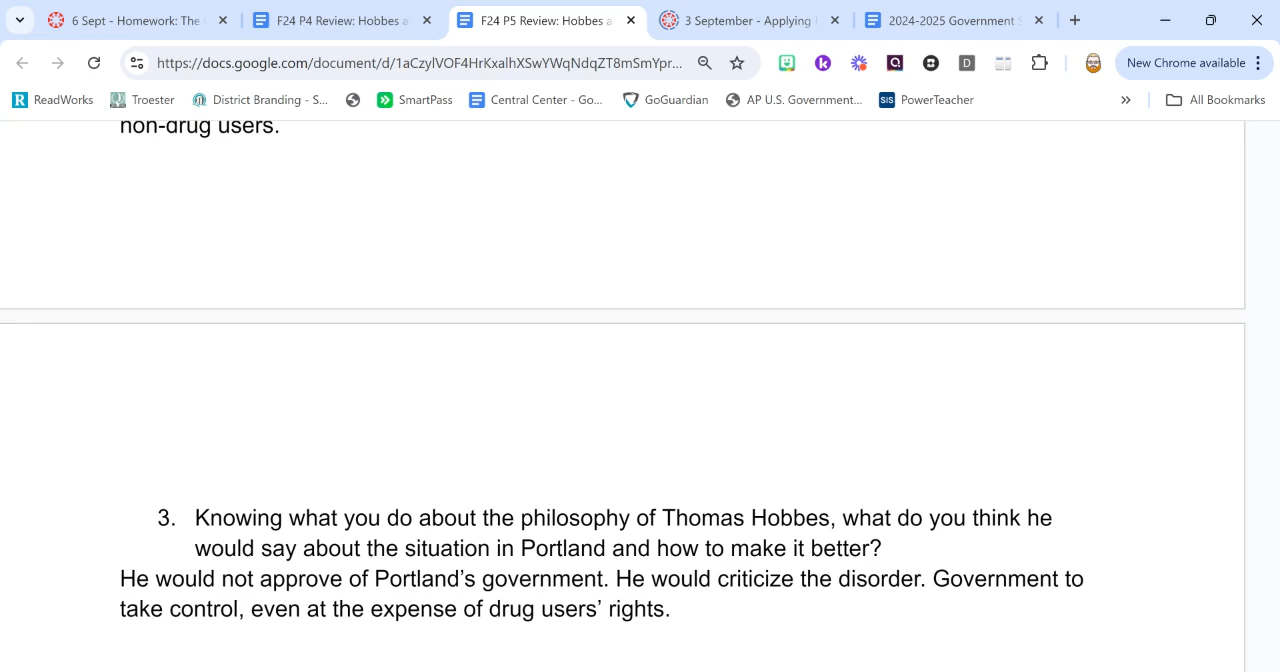 6 Sept - Homework: The
F24 P4 Review: Hobbes a
F24 P5 Review: Hobbes a
3 September - Applying
2024-2025 Government
https://docs.google.com/document/d/1aCzylVOF4HrKxalhXSwYWqNdqZT8mSmYpr...
New Chrome available
ReadWorks
Troester
District Branding - S...
SmartPass
Central Center - Go...
GoGuardian
AP U.S. Government...
SIS PowerTeacher
All Bookmarks
non-drug users.
3. Knowing what you do about the philosophy of Thomas Hobbes, what do you think he
would say about the situation in Portland and how to make it better?
He would not approve of Portland’s government. He would criticize the disorder. Government to
take control, even at the expense of drug users’ rights.